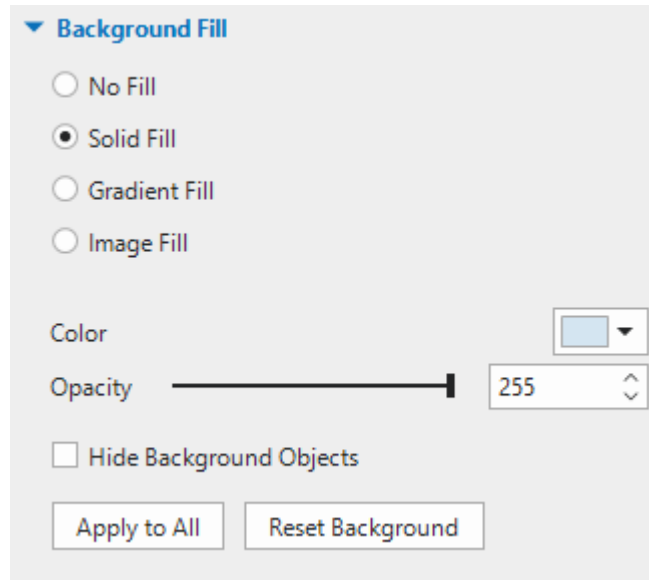 Background Fill
No Fill
Solid Fill
Gradient Fill
Image Fill
Color
Opacity 255
Hide Background Objects
Apply to All Reset Background